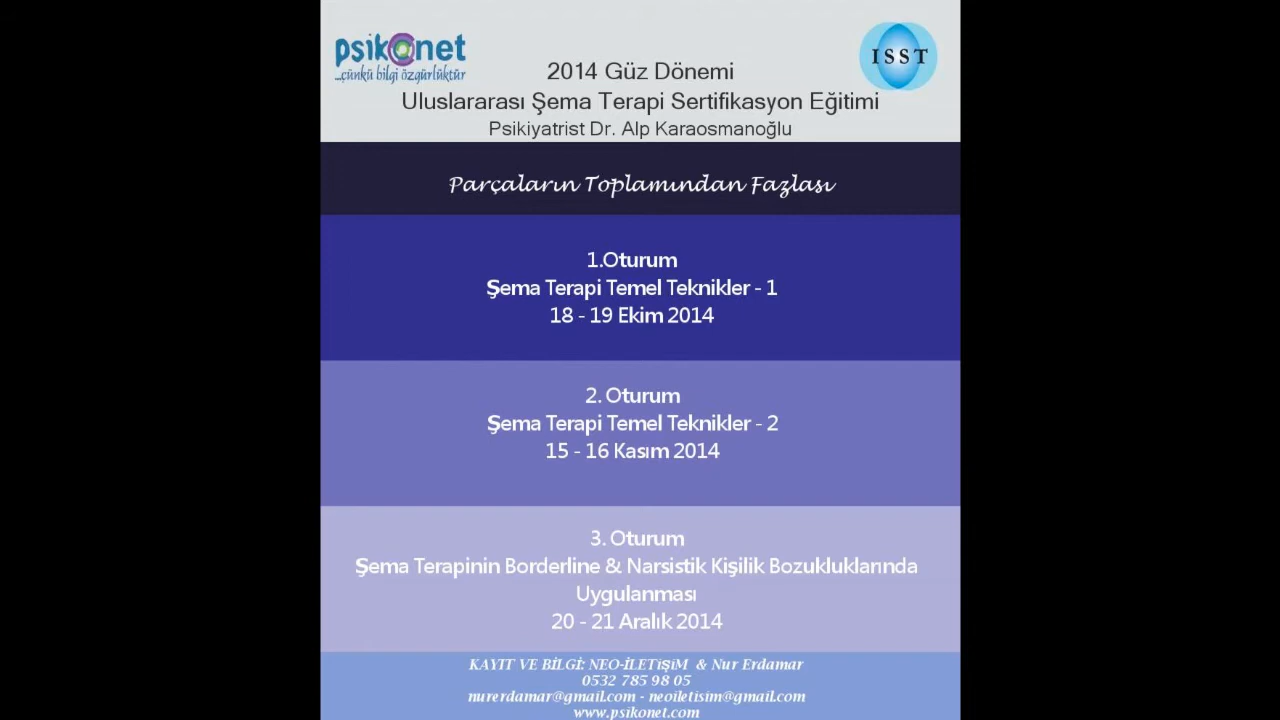 psik@net
...çünkü bilgi özgürlüktür
ISST
2014 Güz Dönemi
Uluslararası Şema Terapi Sertifikasyon Eğitimi
Psikiyatrist Dr. Alp Karaosmanoğlu
Parçaların Toplamından Fazlası
1.Oturum
Şema Terapi Temel Teknikler - 1
18 - 19 Ekim 2014
2. Oturum
Şema Terapi Temel Teknikler - 2
15 - 16 Kasım 2014
3. Oturum
Şema Terapinin Borderline & Narsistik Kişilik Bozukluklarında
Uygulanması
20 - 21 Aralık 2014
KAYIT VE BİLGİ: NEO-İLETişiM & Nur Erdamar
0532 785 98 05
nurerdamar@gmail.com - neoiletisim@gmail.com
www.psikonet.com